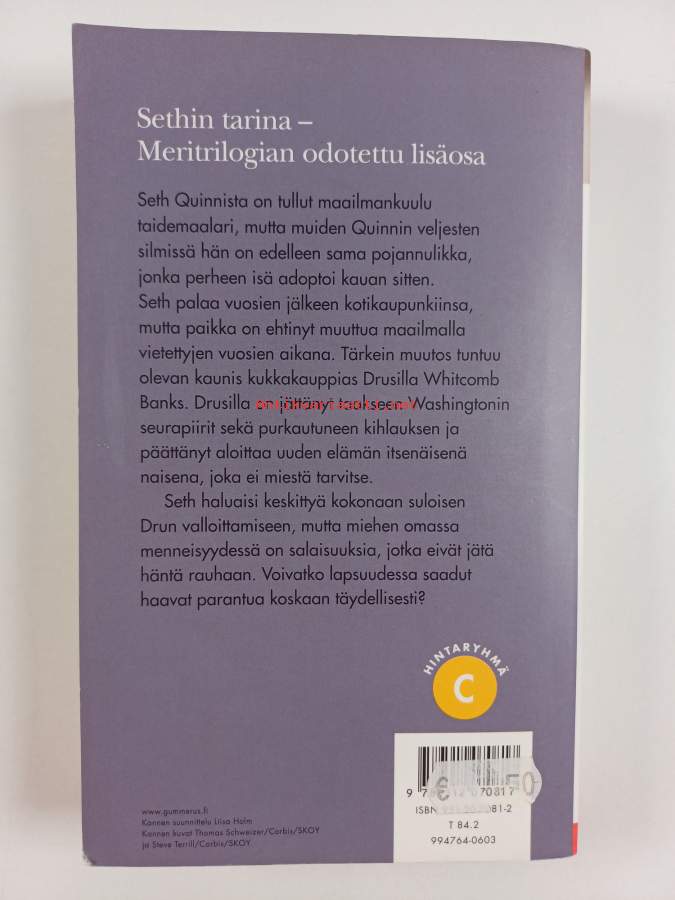 Sethin tarina –
Meritrilogian odotettu lisäosa
Seth Quinnista on tullut maailmankuulu
taidemaalari, mutta muiden Quinnin veljesten
silmissä hän on edelleen sama pojannulikka,
jonka perheen isä adoptoi kauan sitten.
Seth palaa vuosien jälkeen kotikaupunkiinsa,
mutta paikka on ehtinyt muuttua maailmalla
vietettyjen vuosien aikana. Tärkein muutos tuntuu
olevan kaunis kukkakauppias Drusilla Whitcomb
Banks. Drusilla on jättänyt taakseen Washingtonin
seurapiirit sekä purkautuneen kihlauksen ja
päättänyt aloittaa uuden elämän itsenäisenä
naisena, joka ei miestä tarvitse.
Seth haluaisi keskittyä kokonaan suloisen
Drun valloittamiseen, mutta miehen omassa
menneisyydessä on salaisuuksia, jotka eivät jätä
häntä rauhaan. Voivatko lapsuudessa saadut
haavat parantua koskaan täydellisesti?
HINTARYHMÄ
C
ISBN
T 84.2
994764-0603
www.gummerus.fi
Kannen suunnittelu Liisa Holm
Kannen kuvat Thomas Schweizer/Corbis/SKOY
ja Steve Terrill/Corbis/SKOY